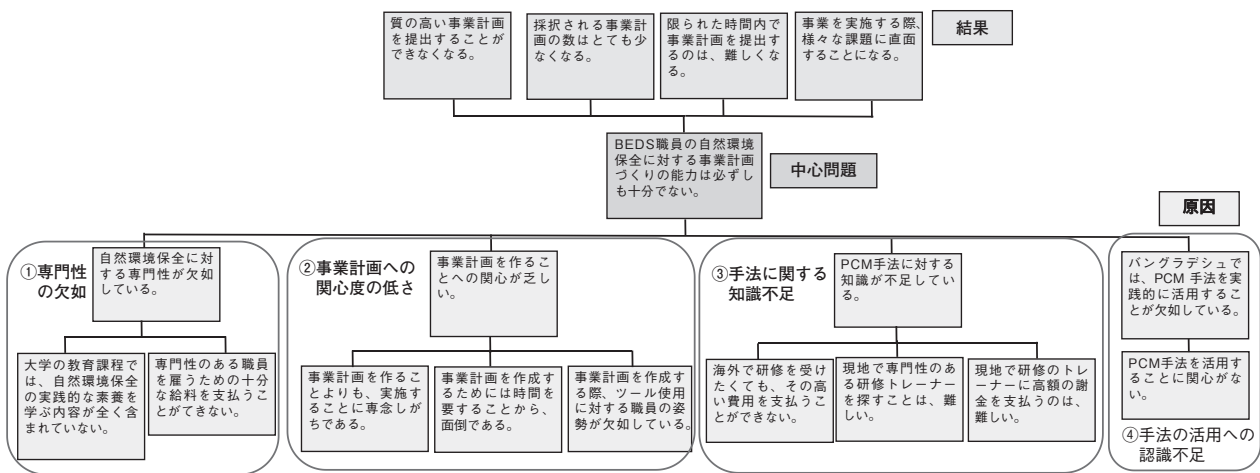 質の高い事業計画
を提出することが
できなくなる。
採択される事業計
画の数はとても少
なくなる。
限られた時間内で
事業計画を提出す
るのは、難しくな
る。
事業を実施する際、
様々な課題に直面
することになる。
結果
BEDS職員の自然環境
保全に対する事業計画
づくりの能力は必ずし
も十分でない。
中心問題
原因
①専門性
の欠如
自然環境保全に対
する専門性が欠如
している。
大学の教育課程で
は、自然環境保全
の実践的な素養を
学ぶ内容が全く含
まれていない。
専門性のある職員
を雇うための十分
な給料を支払うこ
とがてきない。
②事業計画への
関心度の低さ
事業計画を作るこ
とへの関心が乏し
い。
事業計画を作るこ
とよりも、実施す
ることに専念しが
ちである。
事業計画を作成す
るためには時間を
要することから、
面倒である。
事業計画を作成す
る際、ツール使用
に対する職員の姿
勢が欠如している。
③手法に関する
知識不足
PCM手法に対する
知識が不足してい
る。
海外で研修を受け
たくても、その高
い費用を支払うこ
とができない。
現地で専門性のあ
る研修トレーナー
を探すことは、難
しい。
現地で研修のトレ
ーナーに高額の謝
金を支払うのは、
難しい。
バングラデシュで
は、PCM 手法を実
践的に活用するこ
とが欠如している。
PCM手法を活用す
ることに関心がな
い。
④手法の活用への
認識不足